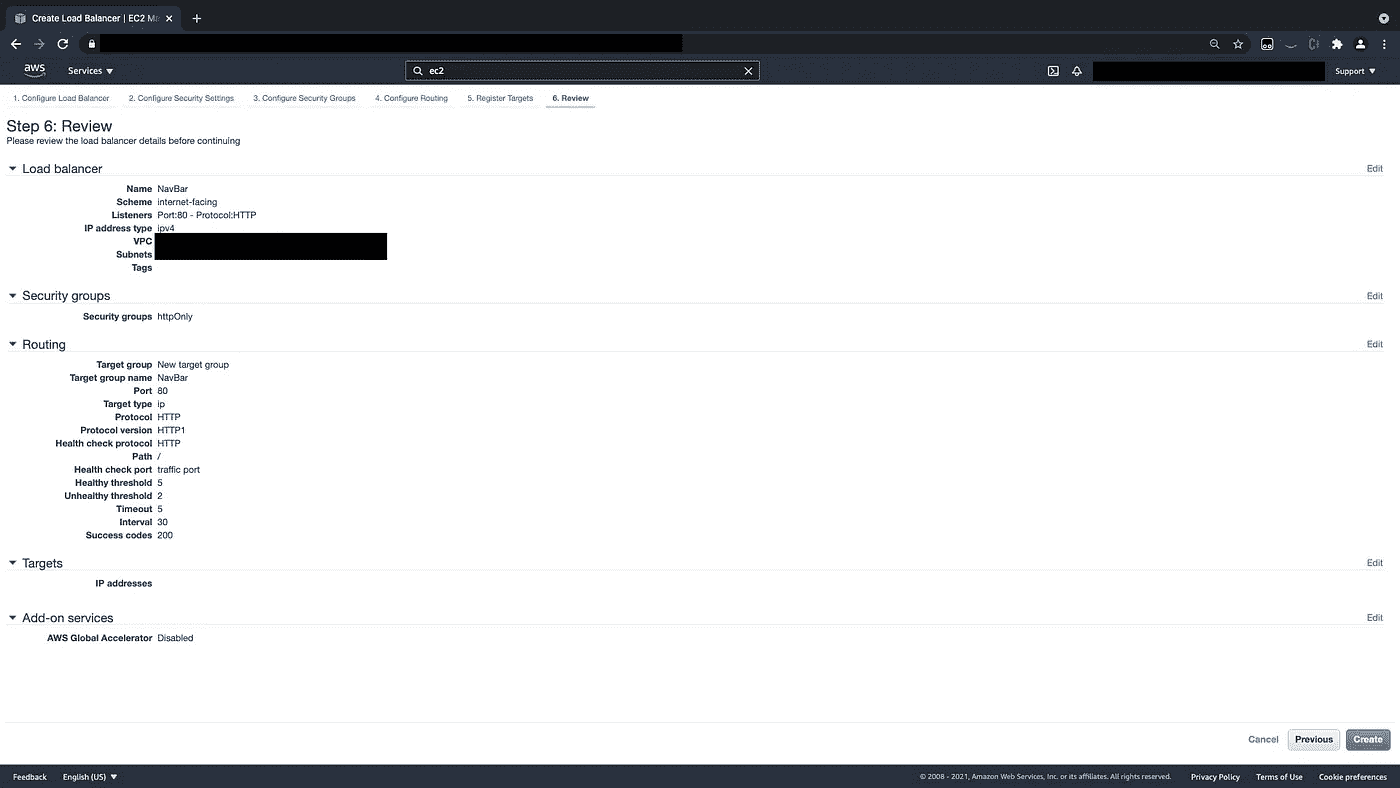 Create Load Balancer | EC2 Ma
aws Services ec2 Support
1. Configure Load Balancer 2. Configure Security Settings 3. Configure Security Groups 4. Configure Routing 5. Register Targets 6. Review
Step 6: Review
Please review the load balancer details before continuing
Load balancer Edit
Name NavBar
Scheme internet-facing
Listeners Port:80 - Protocol:HTTP
IP address type ipv4
VPC
Subnets
Tags
Security groups Edit
Security groups httpOnly
Routing Edit
Target group New target group
Target group name NavBar
Port 80
Target type ip
Protocol HTTP
Protocol version HTTP1
Health check protocol HTTP
Path /
Health check port traffic port
Healthy threshold 5
Unhealthy threshold 2
Timeout 5
Interval 30
Success codes 200
Targets Edit
IP addresses
Add-on services Edit
AWS Global Accelerator Disabled
Cancel Previous Create
Feedback English (US) © 2008 - 2021, Amazon Web Services, Inc. or its affiliates. All rights reserved. Privacy Policy Terms of Use Cookie preferences